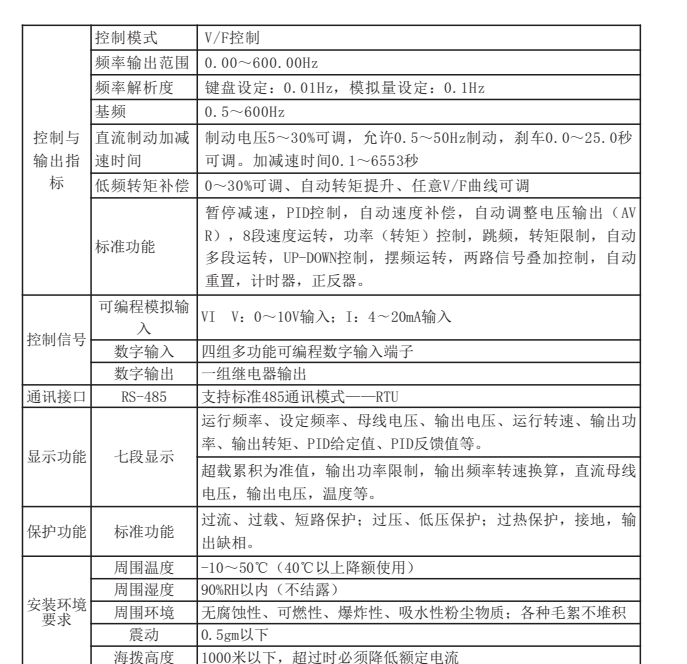 控制模式 V/F控制
频率输出范围 0.00～600.00Hz
频率解析度 键盘设定：0.01Hz，模拟量设定：0.1Hz
基频 0.5～600Hz
控制与
输出指
标
直流制动加减
速时间
制动电压5～30%可调，允许0.5～50Hz制动，刹车0.0～25.0秒
可调。加减速时间0.1～6553秒
低频转矩补偿 0～30%可调、自动转矩提升、任意V/F曲线可调
标准功能
暂停减速，PID控制，自动速度补偿，自动调整电压输出（AV
R），8段速度运转，功率（转矩）控制，跳频，转矩限制，自动
多段运转，UP-DOWN控制，摆频运转，两路信号叠加控制，自动
重置，计时器，正反器。
控制信号
可编程模拟输
入
VI V：0～10V输入；I：4～20mA输入
数字输入 四组多功能可编程数字输入端子
数字输出 一组继电器输出
通讯接口 RS-485 支持标准485通讯模式——RTU
显示功能 七段显示
运行频率、设定频率、母线电压、输出电压、运行转速、输出功
率、输出转矩、PID给定值、PID反馈值等。
超载累积为准值，输出功率限制，输出频率转速换算，直流母线
电压，输出电压，温度等。
保护功能 标准功能
过流、过载、短路保护；过压、低压保护；过热保护，接地，输
出缺相。
安装环境
要求
周围温度 -10～50℃（40℃以上降额使用）
周围湿度 90%RH以内（不结露）
周围环境 无腐蚀性、可燃性、爆炸性、吸水性粉尘物质；各种毛絮不堆积
震动 0.5gm以下
海拨高度 1000米以下，超过时必须降低额定电流